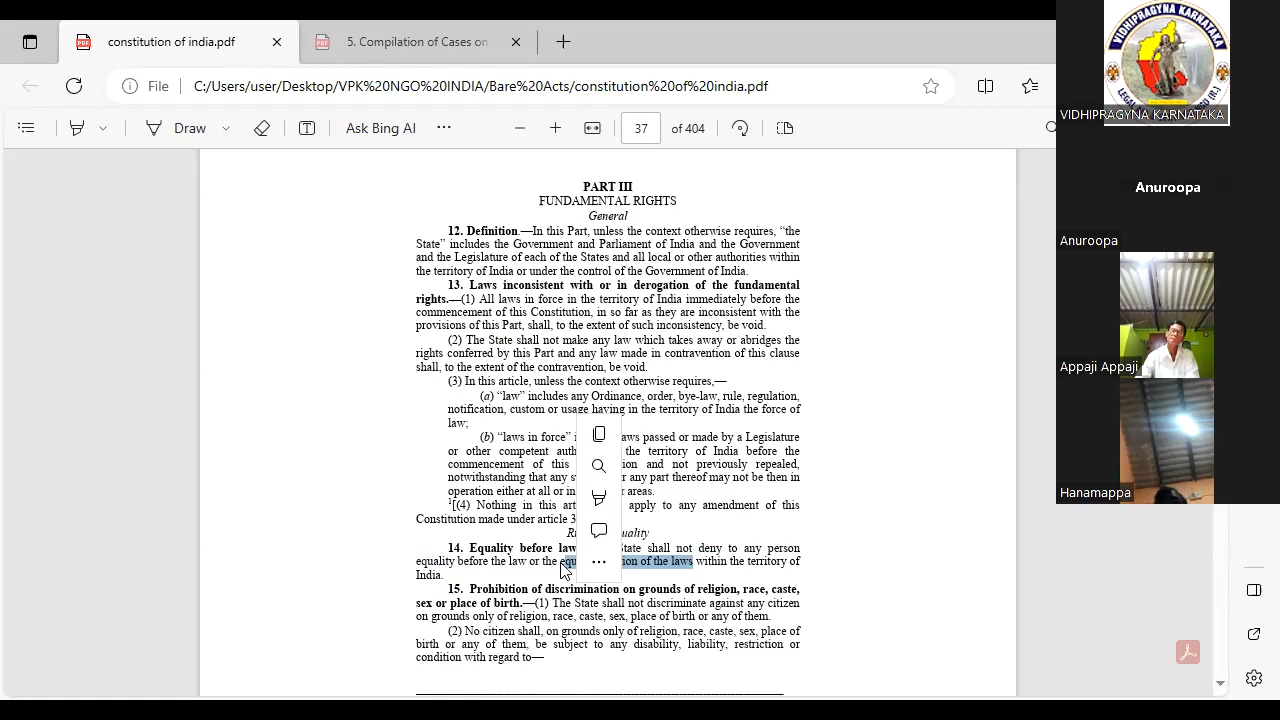 constitution of india.pdf
5. Compilation of Cases on
File
C:/Users/user/Desktop/VPK%20NGO%20INDIA/Bare%20Acts/constitution%20of%20india.pdf
Draw
Ask Bing AI
37 of 404
PART III
FUNDAMENTAL RIGHTS
General
12. Definition.—In this Part, unless the context otherwise requires, “the
State” includes the Government and Parliament of India and the Government
and the Legislature of each of the States and all local or other authorities within
the territory of India or under the control of the Government of India.
13. Laws inconsistent with or in derogation of the fundamental
rights.—(1) All laws in force in the territory of India immediately before the
commencement of this Constitution, in so far as they are inconsistent with the
provisions of this Part, shall, to the extent of such inconsistency, be void.
(2) The State shall not make any law which takes away or abridges the
rights conferred by this Part and any law made in contravention of this clause
shall, to the extent of the contravention, be void.
(3) In this article, unless the context otherwise requires,—
(a) “law” includes any Ordinance, order, bye-law, rule, regulation,
notification, custom or usage having in the territory of India the force of
law;
(b) “laws in force” laws passed or made by a Legislature
or other competent the territory of India before the
commencement of this and not previously repealed,
notwithstanding that any any part thereof may not be then in
operation either at all or in areas.
1[(4) Nothing in this apply to any amendment of this
Constitution made under article
14. Equality before law State shall not deny to any person
equality before the law or the of the laws within the territory of
India.
15. Prohibition of discrimination on grounds of religion, race, caste,
sex or place of birth.—(1) The State shall not discriminate against any citizen
on grounds only of religion, race, caste, sex, place of birth or any of them.
(2) No citizen shall, on grounds only of religion, race, caste, sex, place of
birth or any of them, be subject to any disability, liability, restriction or
condition with regard to—
VIDHIPRAGYNA KARNATAKA
VIDHIPRAGYNA KARNATAKA
Anuroopa
Anuroopa
Appaji Appaji
Hanamappa